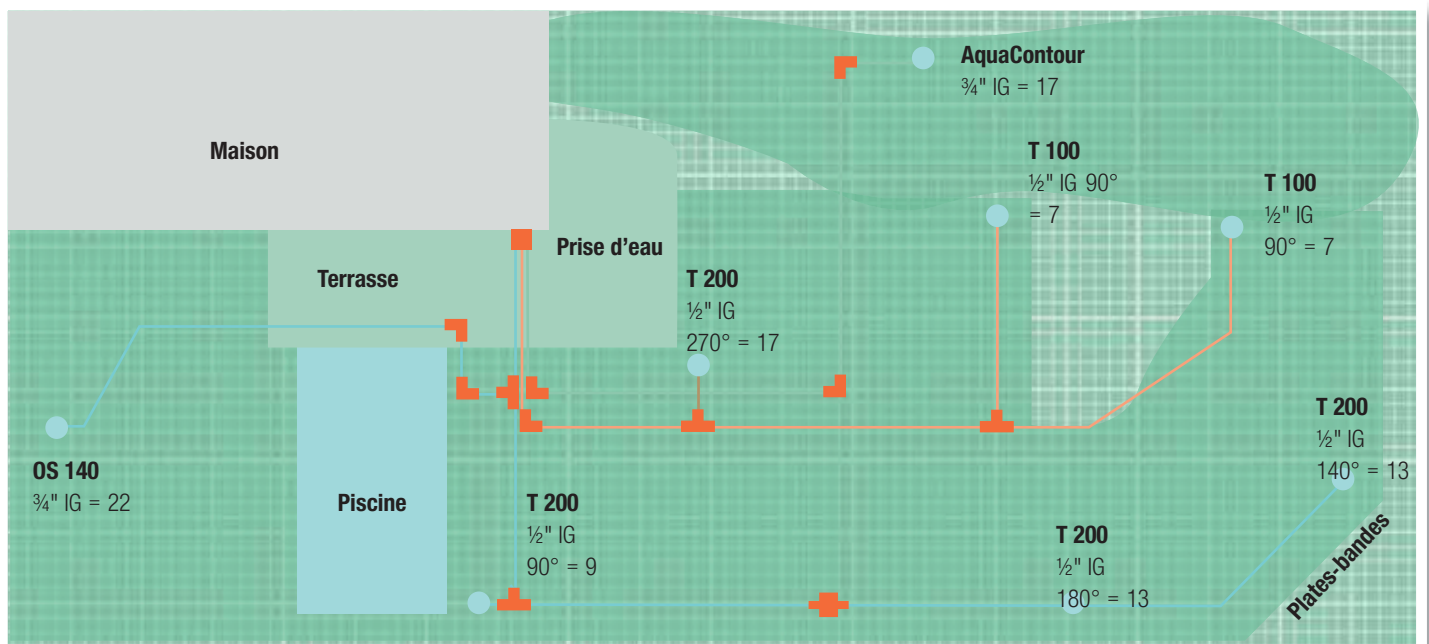 AquaContour
¾" IG = 17
Maison
T 100
½" IG 90°
= 7
T 100
½" IG
90° = 7
Prise d'eau
Terrasse
T 200
½" IG
270° = 17
T 200
½" IG
140° = 13
OS 140
¾" IG = 22
Piscine
T 200
½" IG
90° = 9
T 200
½" IG
180° = 13
Plates-bandes